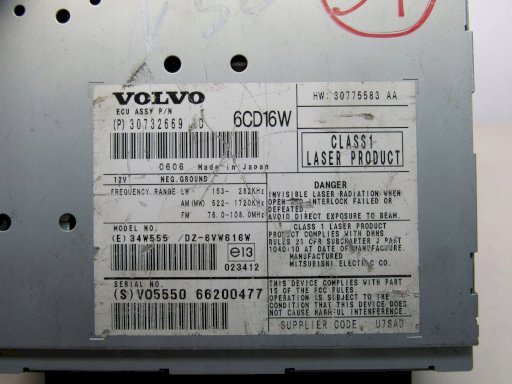 V50
VOLVO
ECU ASSY P/N
(P) 30732669 D
6CD16W
HW: 30775583 AA
CLASS1
LASER PRODUCT
0606 Made in Japan
12V NEG.GROUND
FREQUENCY RANGE LW 153- 282KHz
AM(MW) 522- 1720KHz
FM 76.0-108.0MHz
MODEL NO.
(E) 34W555 /DZ-6VW616W
e13
023412
SERIAL NO.
(S) V05550 66200477
DANGER
INVISIBLE LASER RADIATION WHEN
OPEN AND INTERLOCK FAILED OR
DEFEATED.
AVOID DIRECT EXPOSURE TO BEAM.
CLASS 1 LASER PRODUCT
PRODUCT COMPLIES WITH DHHS
RULES 21 CFR SUBCHAPTER J PART
1040:10 AT DATE OF MANUFACTURE.
MANUFACTURED
MITSUBISHI ELECTRIC CO.
THIS DEVICE COMPLIES WITH PART
15 OF THE FCC RULES.
OPERATION IS SUBJECT TO THE
CONDITION THAT THIS DEVICE DOES
NOT CAUSE HARMFUL INTERFERENCE.
SUPPLIER CODE: U7SAD